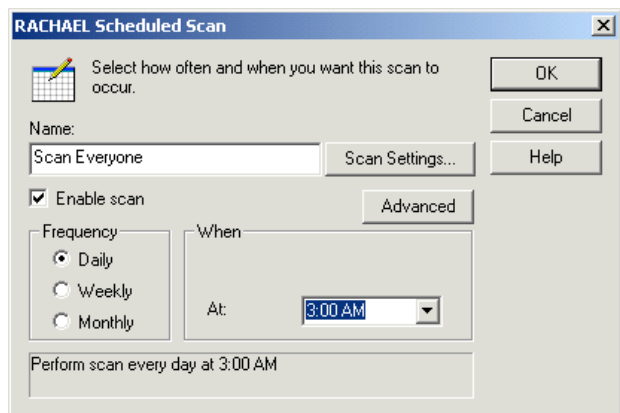 RACHAEL Scheduled Scan
Select how often and when you want this scan to
occur.
OK
Cancel
Help
Name:
Scan Everyone
Scan Settings...
Enable scan
Advanced
Frequency
Daily
Weekly
Monthly
When
At:
3:00 AM
Perform scan every day at 3:00 AM